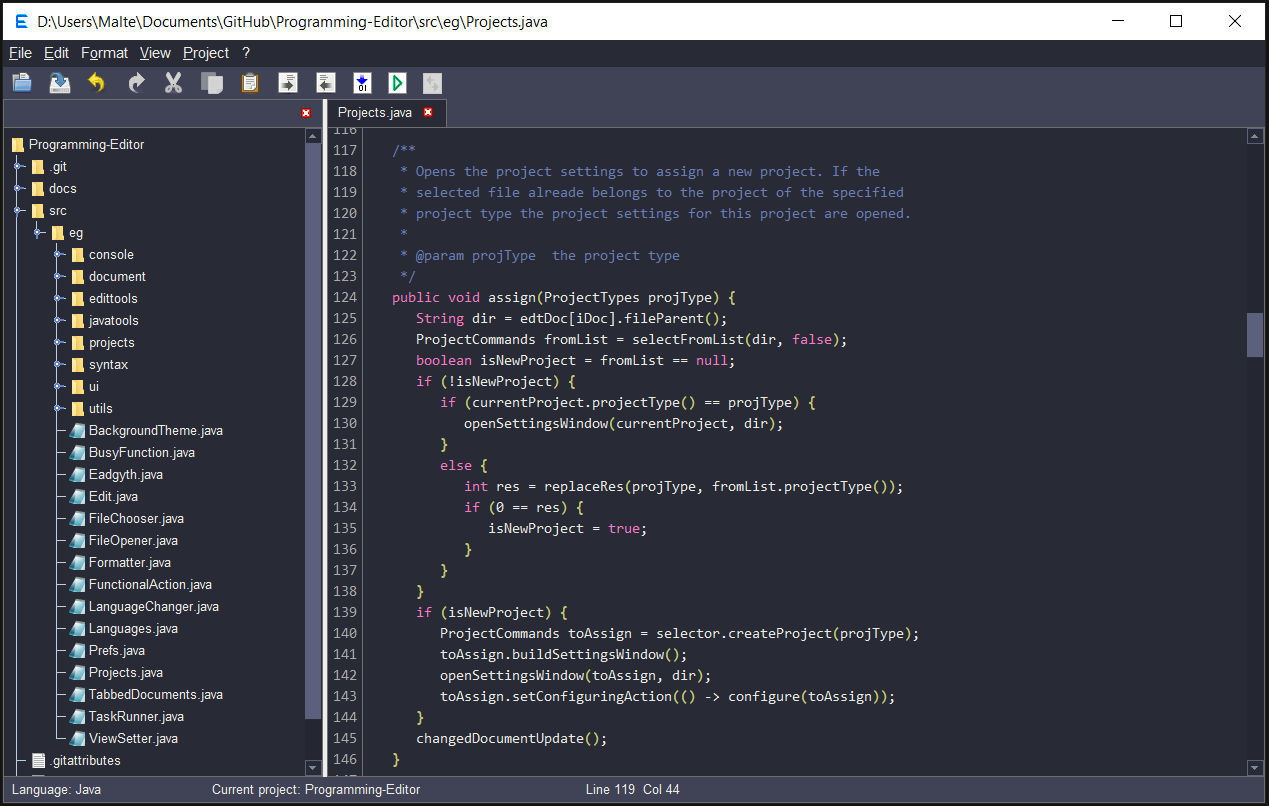 D:\Users\Malte\Documents\GitHub\Programming-Editor\src\eg\Projects.java
File Edit Format View Project ?
Projects.java
Programming-Editor
.git
docs
src
eg
console
document
edittools
javatools
projects
syntax
ui
utils
BackgroundTheme.java
BusyFunction.java
Eadgyth.java
Edit.java
FileChooser.java
FileOpener.java
Formatter.java
FunctionalAction.java
LanguageChanger.java
Languages.java
Prefs.java
Projects.java
TabbedDocuments.java
TaskRunner.java
ViewSetter.java
.gitattributes
116
117 /**
118 * Opens the project settings to assign a new project. If the
119 * selected file alreade belongs to the project of the specified
120 * project type the project settings for this project are opened.
121 *
122 * @param projType  the project type
123 */
124 public void assign(ProjectTypes projType) {
125 String dir = edtDoc[iDoc].fileParent();
126 ProjectCommands fromList = selectFromList(dir, false);
127 boolean isNewProject = fromList == null;
128 if (!isNewProject) {
129 if (currentProject.projectType() == projType) {
130 openSettingsWindow(currentProject, dir);
131 }
132 else {
133 int res = replaceRes(projType, fromList.projectType());
134 if (0 == res) {
135 isNewProject = true;
136 }
137 }
138 }
139 if (isNewProject) {
140 ProjectCommands toAssign = selector.createProject(projType);
141 toAssign.buildSettingsWindow();
142 openSettingsWindow(toAssign, dir);
143 toAssign.setConfiguringAction(() -> configure(toAssign));
144 }
145 changedDocumentUpdate();
146 }
Language: Java Current project: Programming-Editor Line 119 Col 44